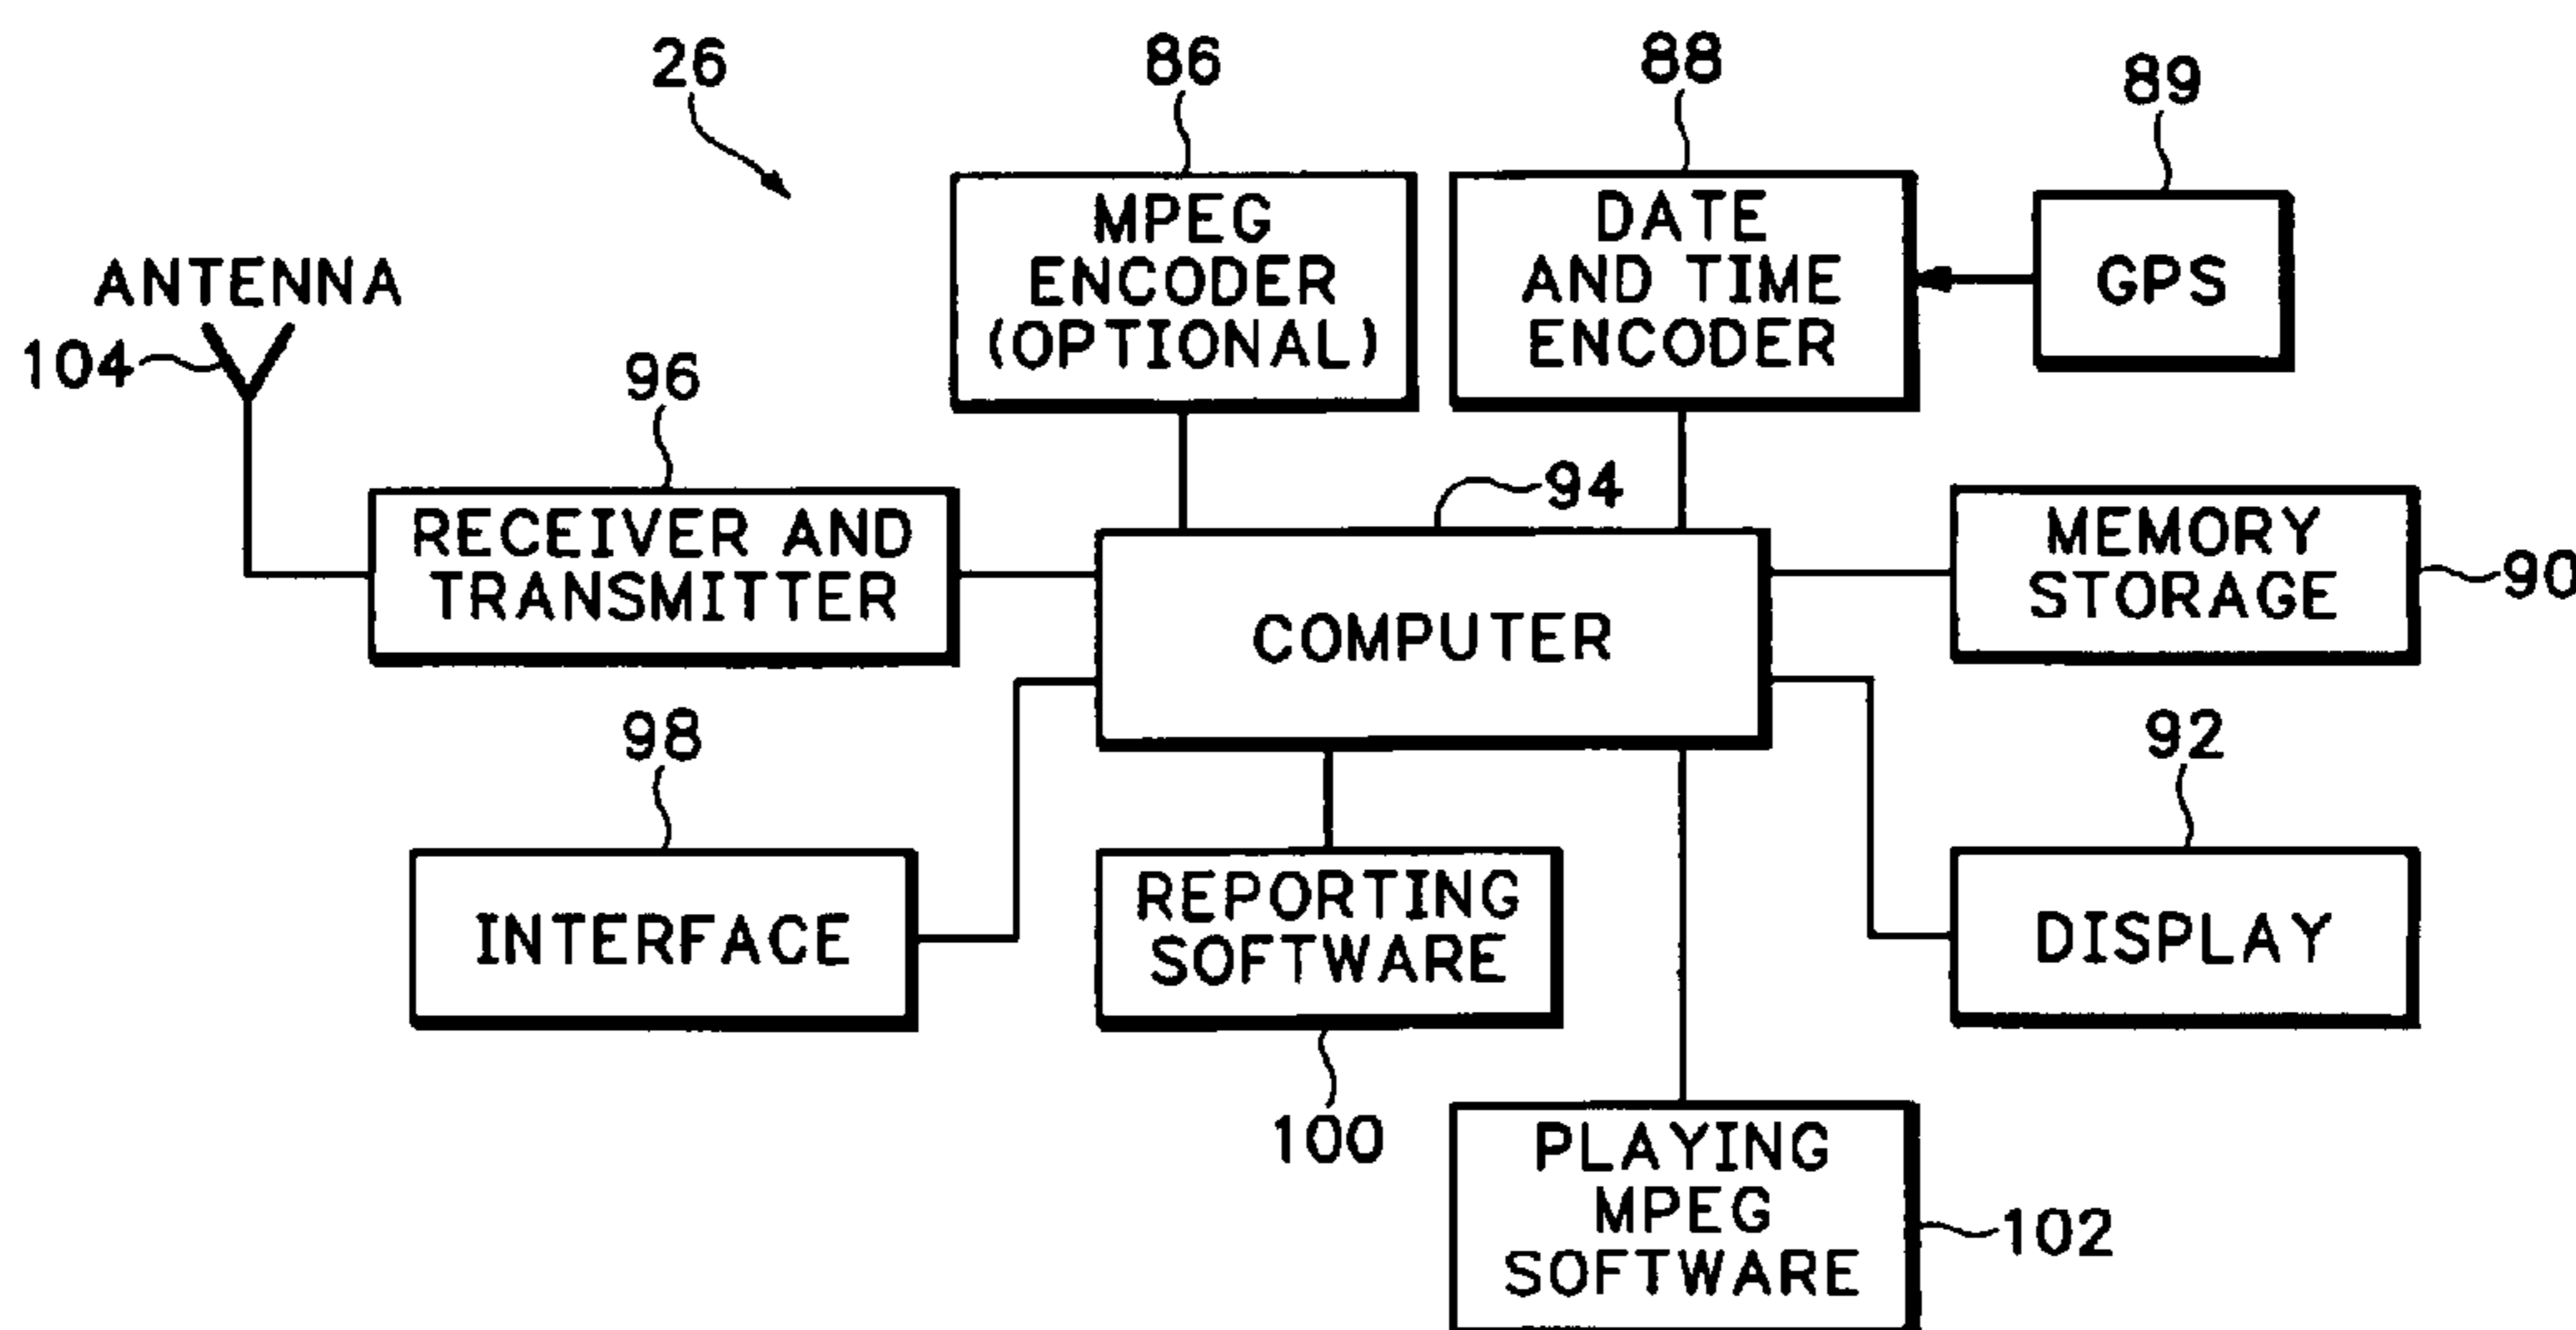 26
86
88
89
MPEG
ENCODER
(OPTIONAL)
DATE
AND TIME
ENCODER
GPS
ANTENNA
104
96
94
RECEIVER AND
TRANSMITTER
COMPUTER
MEMORY
STORAGE
90
98
92
INTERFACE
REPORTING
SOFTWARE
DISPLAY
100
PLAYING
MPEG
SOFTWARE
102